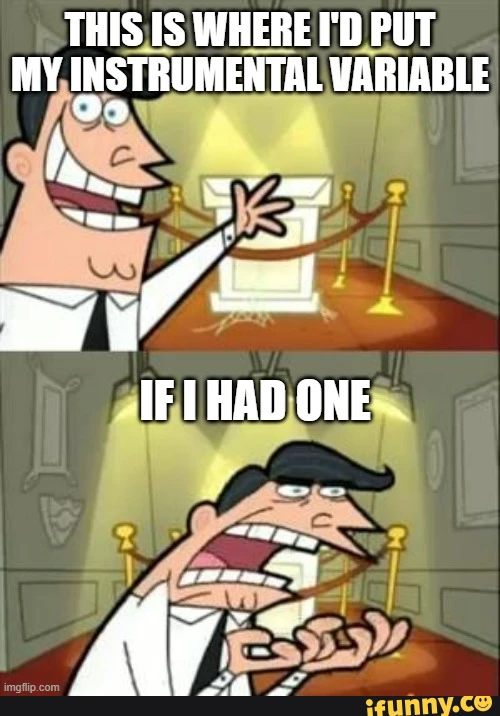 THIS IS WHERE I'D PUT
MY INSTRUMENTAL VARIABLE
IF I HAD ONE
imgflip.com
ifunny.co